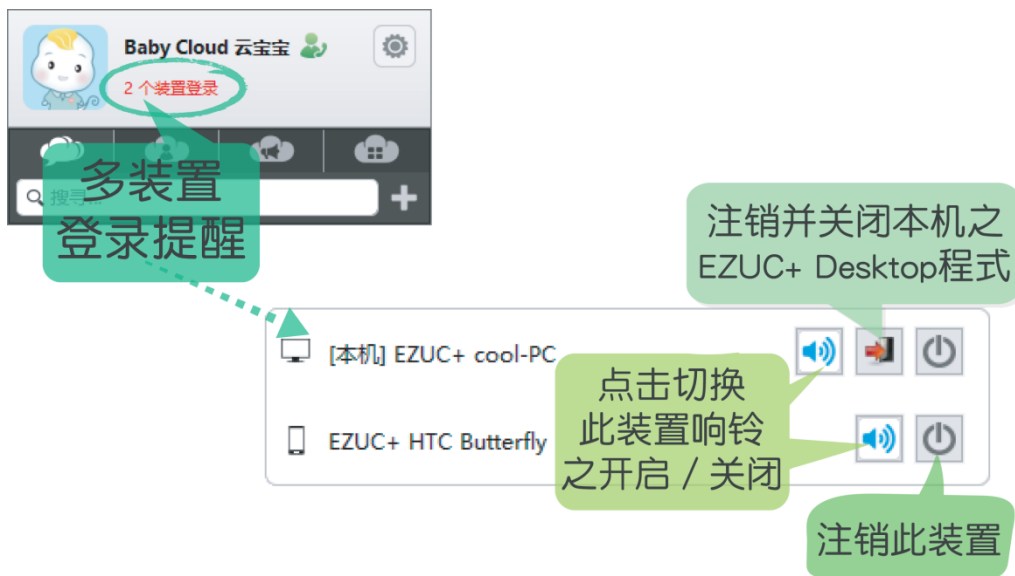 Baby Cloud 云宝宝
2 个装置登录
搜寻
多装置
登录提醒
注销并关闭本机之
EZUC+ Desktop程式
[本机] EZUC+ cool-PC
点击切换
此装置响铃
之开启 / 关闭
EZUC+ HTC Butterfly
注销此装置